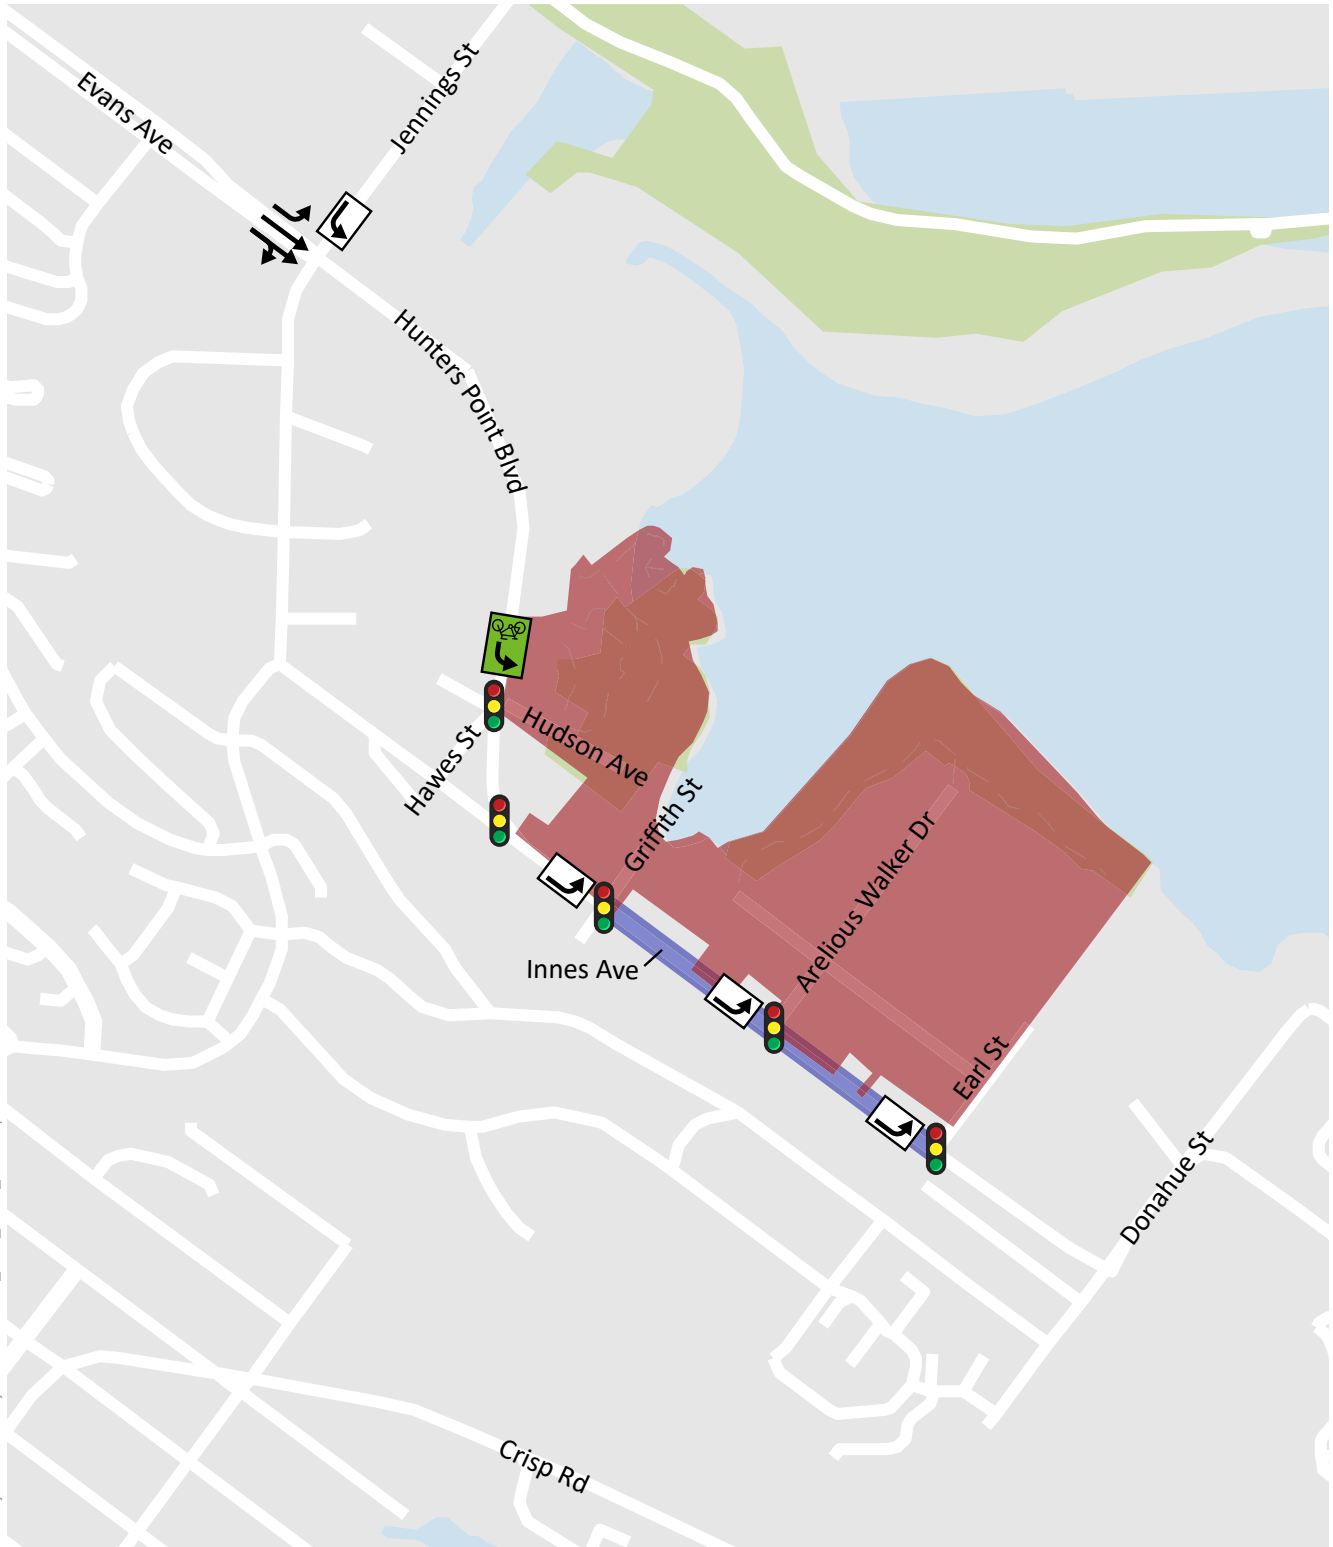 Evans Ave
Jennings St
Hunters Point Blvd
Hawes St
Hudson Ave
Griffith St
Innes Ave
Arelious Walker Dr
Earl St
Donahue St
Crisp Rd